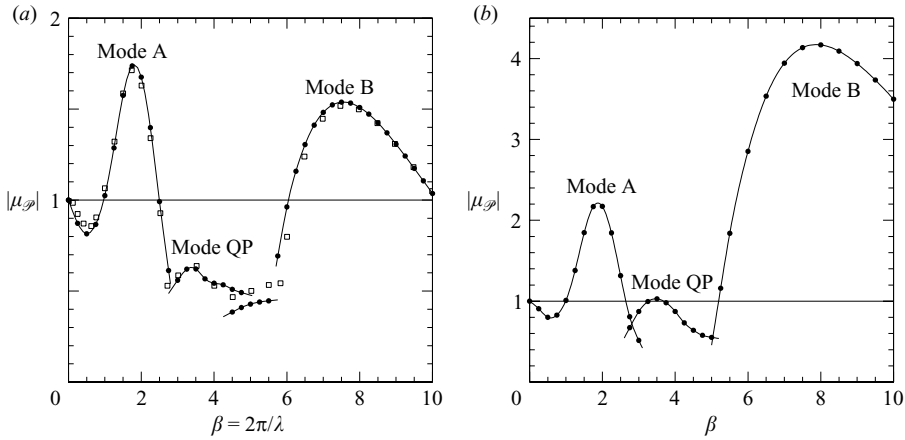 (a)
2
Mode A
Mode B
1
|μ𝒫|
Mode QP
0 2 4 6 8 10
β = 2π/λ
(b)
4
Mode B
3
|μ𝒫|
2
Mode A
Mode QP
1
0 2 4 6 8 10
β